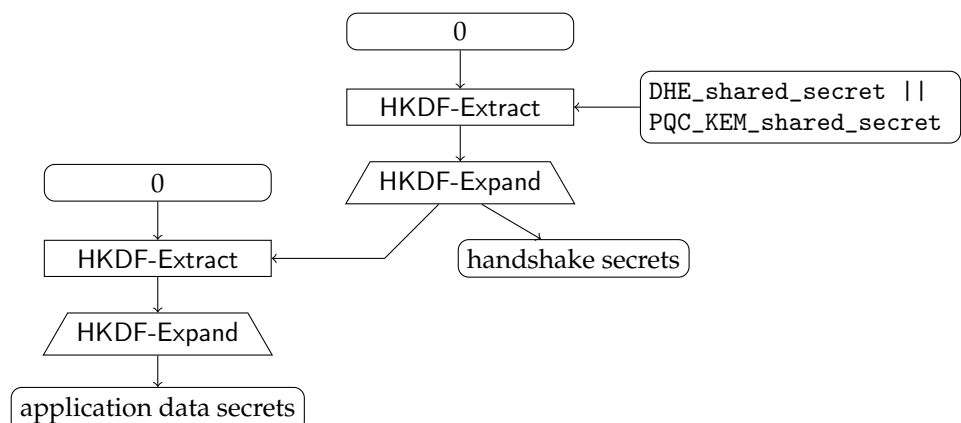 0
HKDF-Extract
DHE_shared_secret ||
PQC_KEM_shared_secret
HKDF-Expand
0
HKDF-Extract
handshake secrets
HKDF-Expand
application data secrets